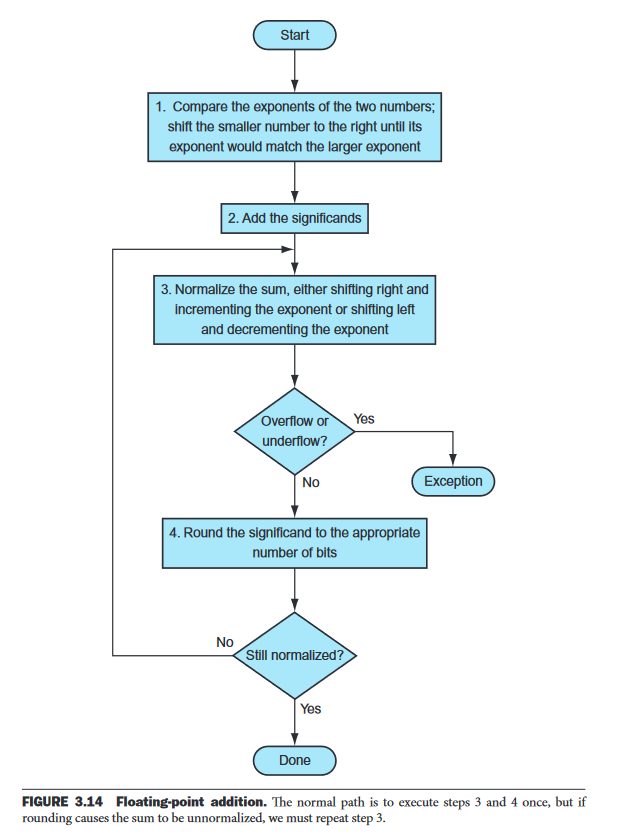 Start
1. Compare the exponents of the two numbers;
shift the smaller number to the right until its
exponent would match the larger exponent
2. Add the significands
3. Normalize the sum, either shifting right and
incrementing the exponent or shifting left
and decrementing the exponent
Overflow or
underflow?
Yes
Exception
No
4. Round the significand to the appropriate
number of bits
No
Still normalized?
Yes
Done
FIGURE 3.14 Floating-point addition. The normal path is to execute steps 3 and 4 once, but if
rounding causes the sum to be unnormalized, we must repeat step 3.